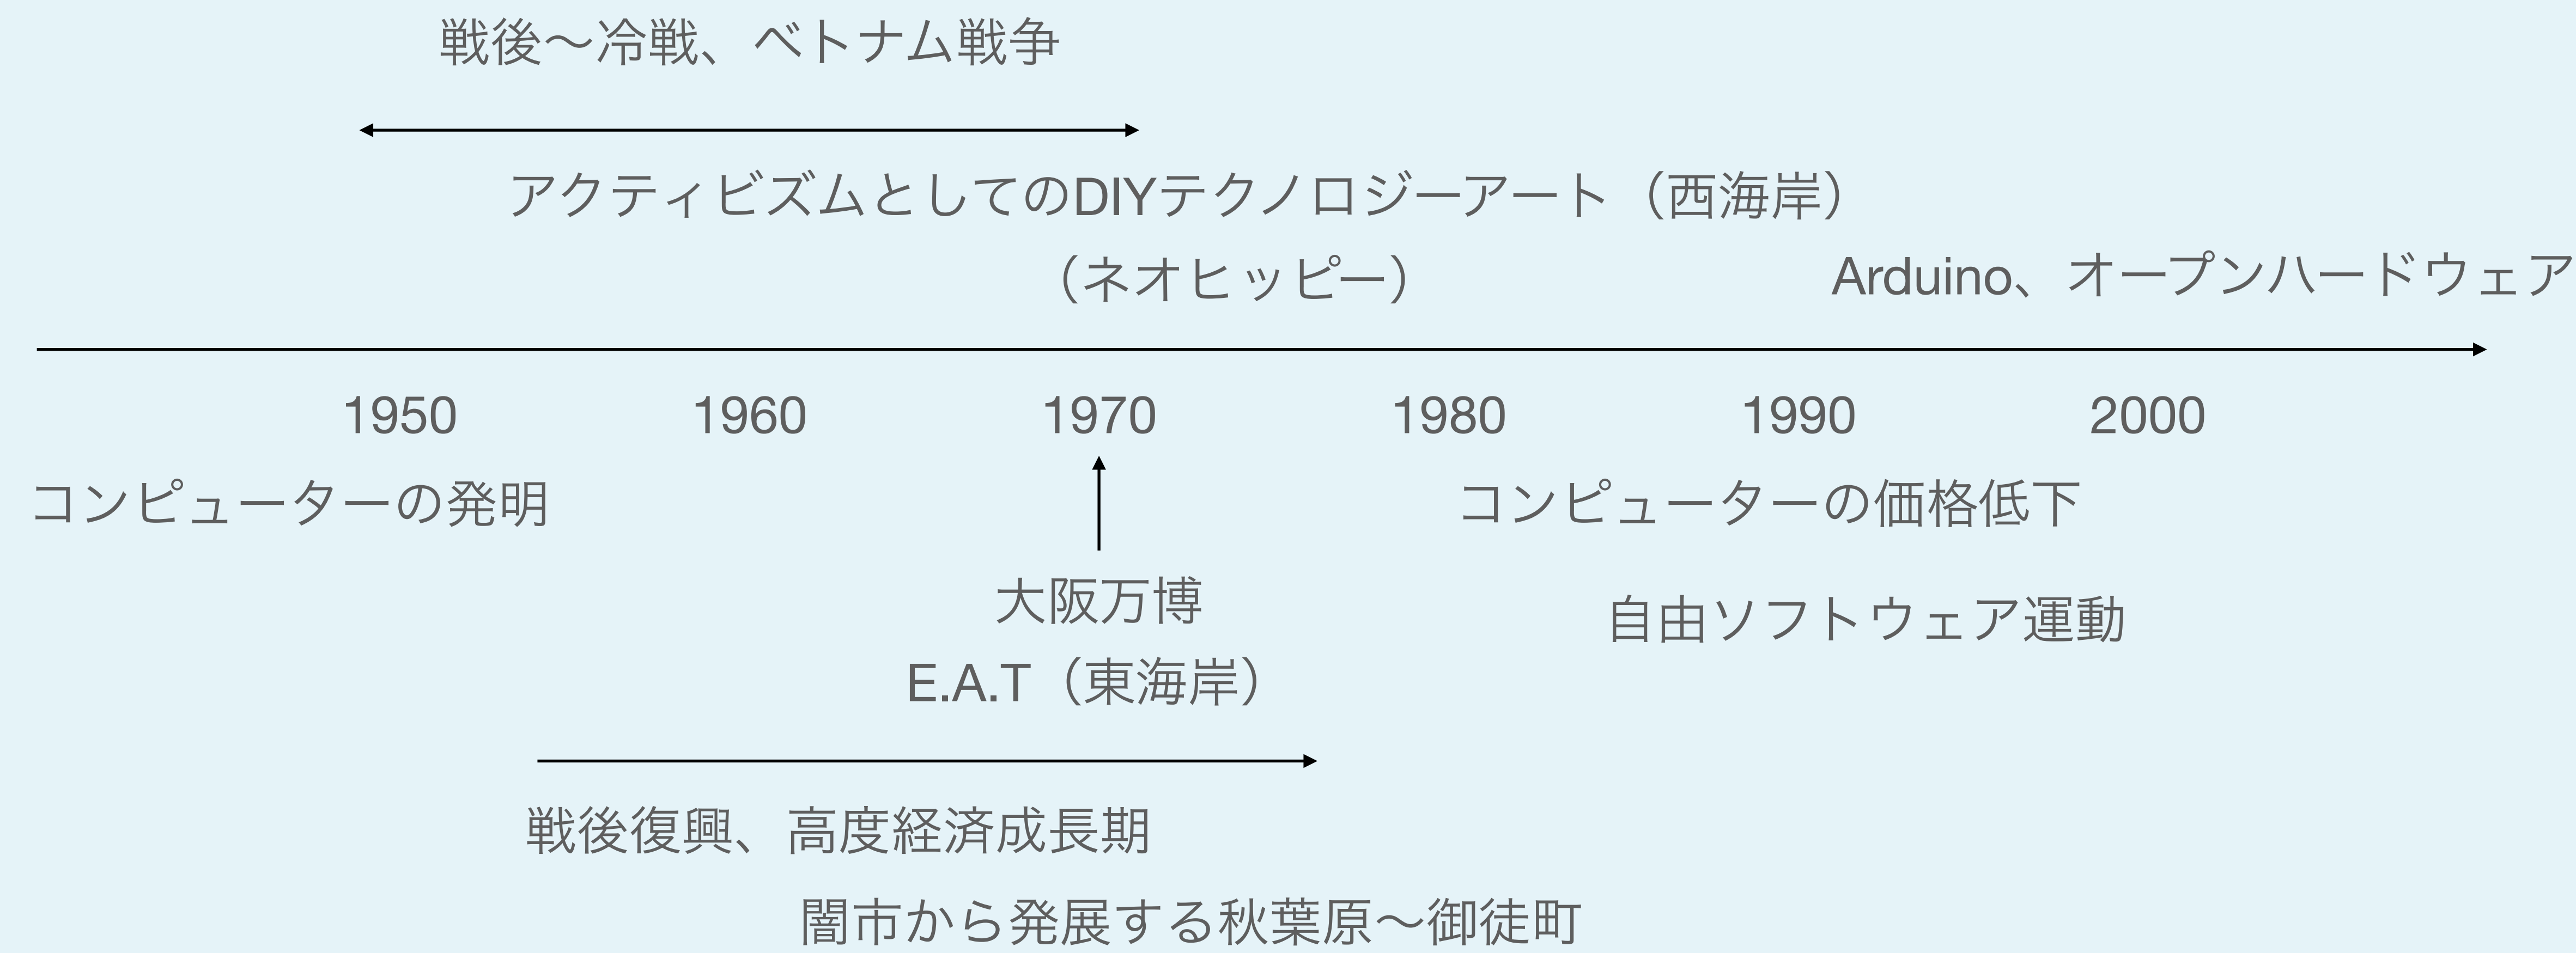 戦後〜冷戦、ベトナム戦争
アクティビズムとしてのDIYテクノロジーアート（西海岸）
（ネオヒッピー）
Arduino、オープンハードウェア
1950 1960 1970 1980 1990 2000
コンピューターの発明
コンピューターの価格低下
大阪万博
自由ソフトウェア運動
E.A.T（東海岸）
戦後復興、高度経済成長期
闇市から発展する秋葉原〜御徒町